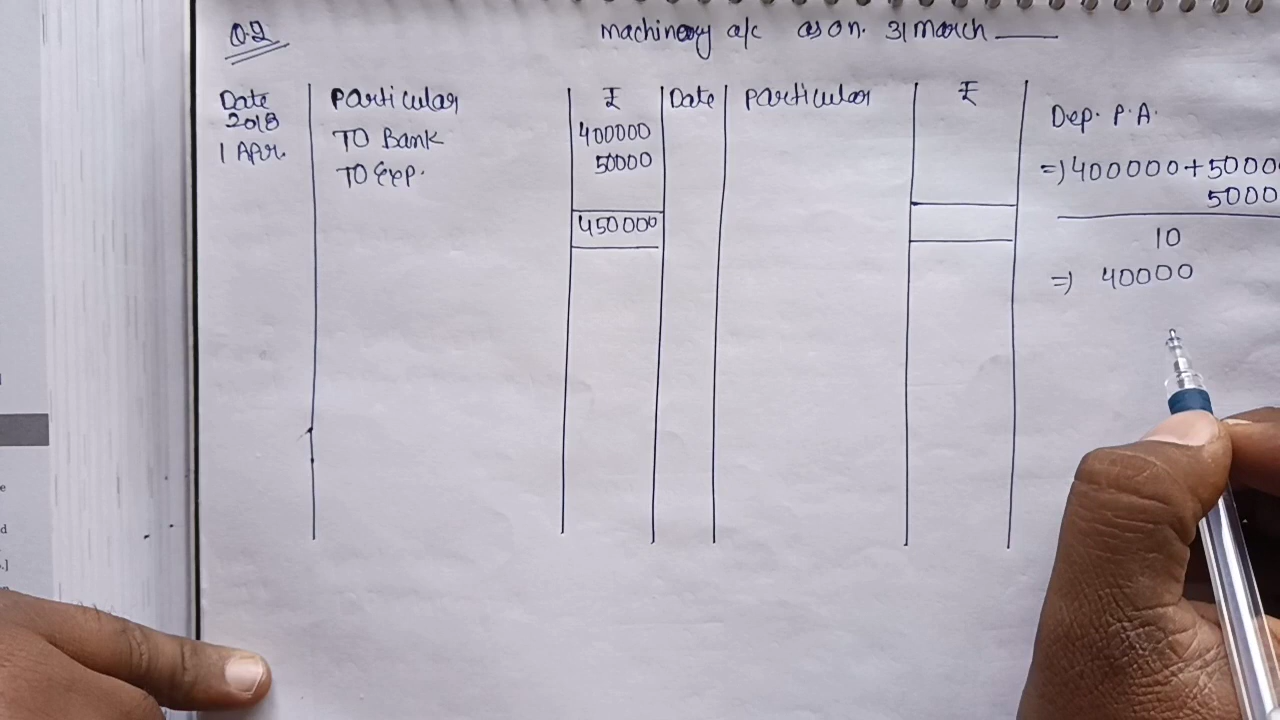 Q.2
machinery a/c as on. 31 march
Date Particular ₹ Date Particular ₹
2018
1 Apr. TO Bank 400000
TO Exp. 50000
450000
Dep. P.A.
=) 400000+5000
5000
10
=) 40000